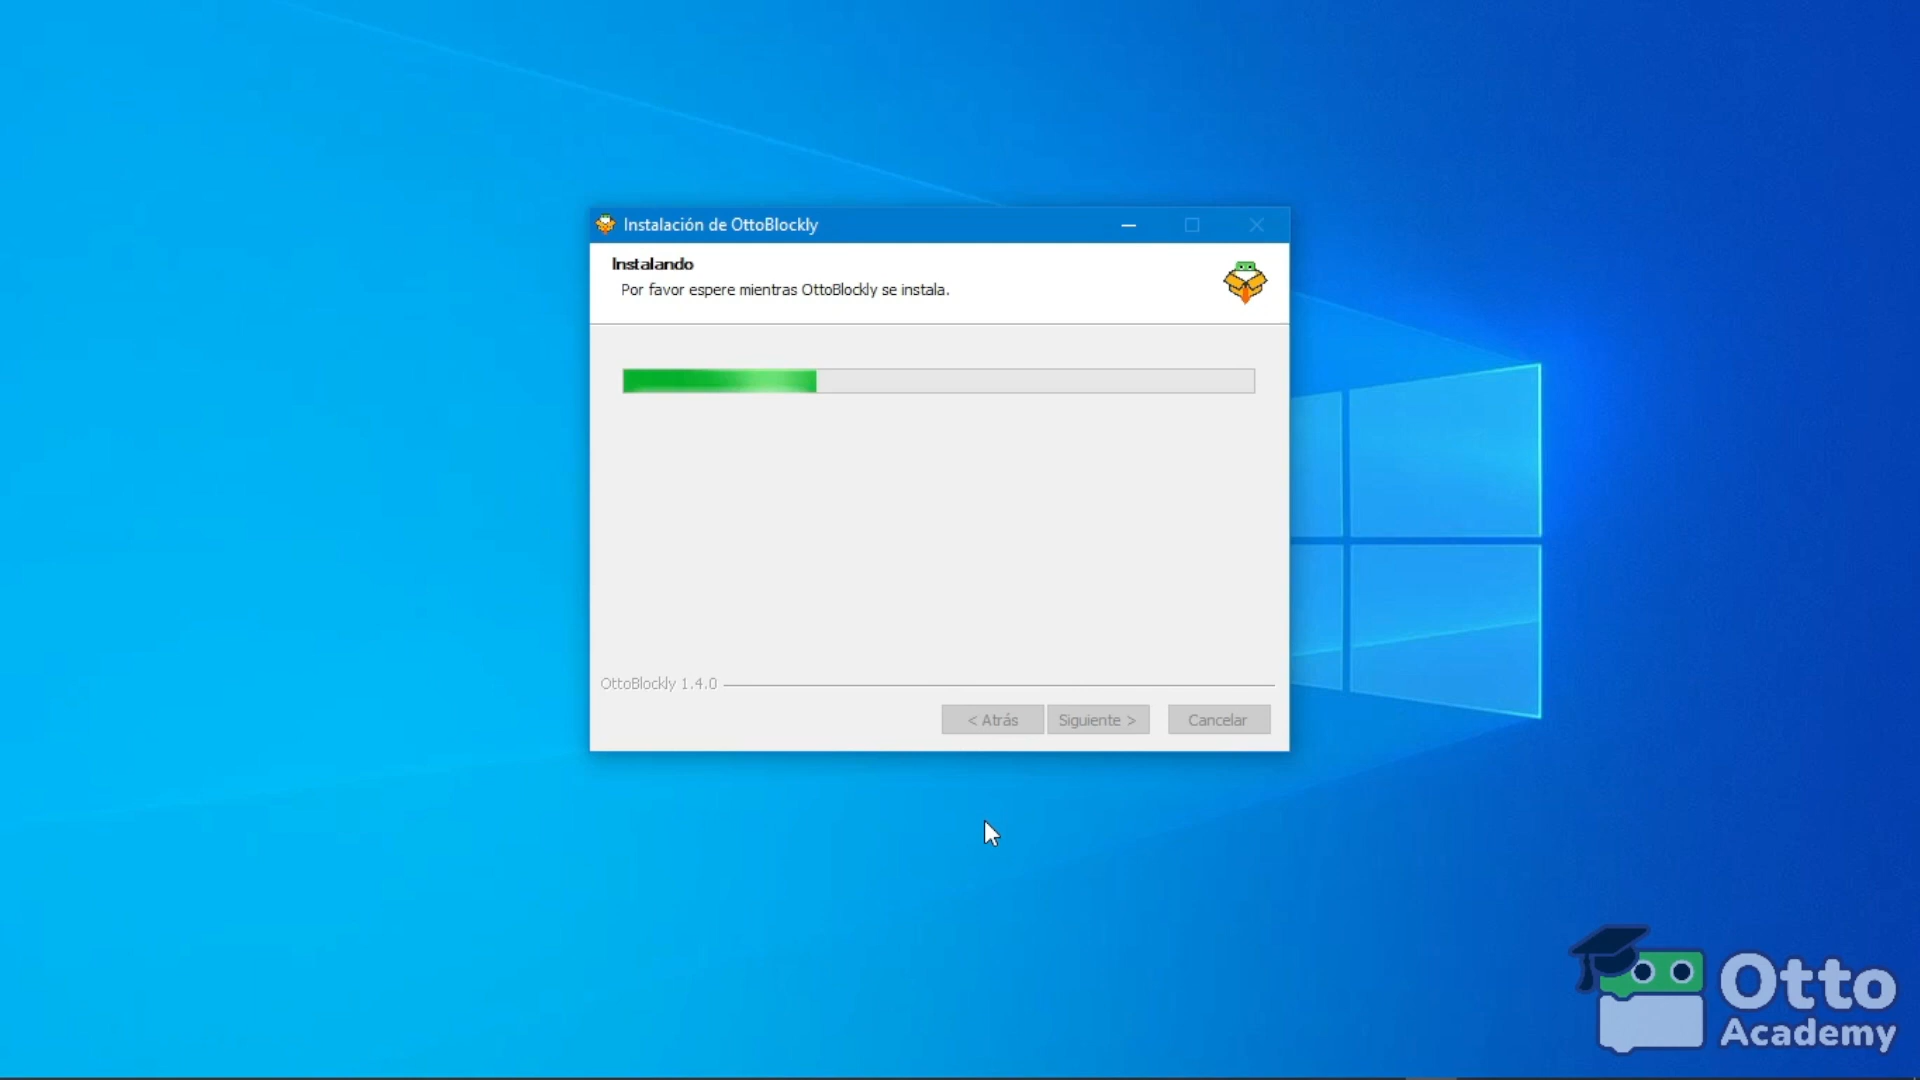 Instalación de OttoBlockly
Instalando
Por favor espere mientras OttoBlockly se instala.
OttoBlockly 1.4.0
< Atrás
Siguiente >
Cancelar
Otto
Academy